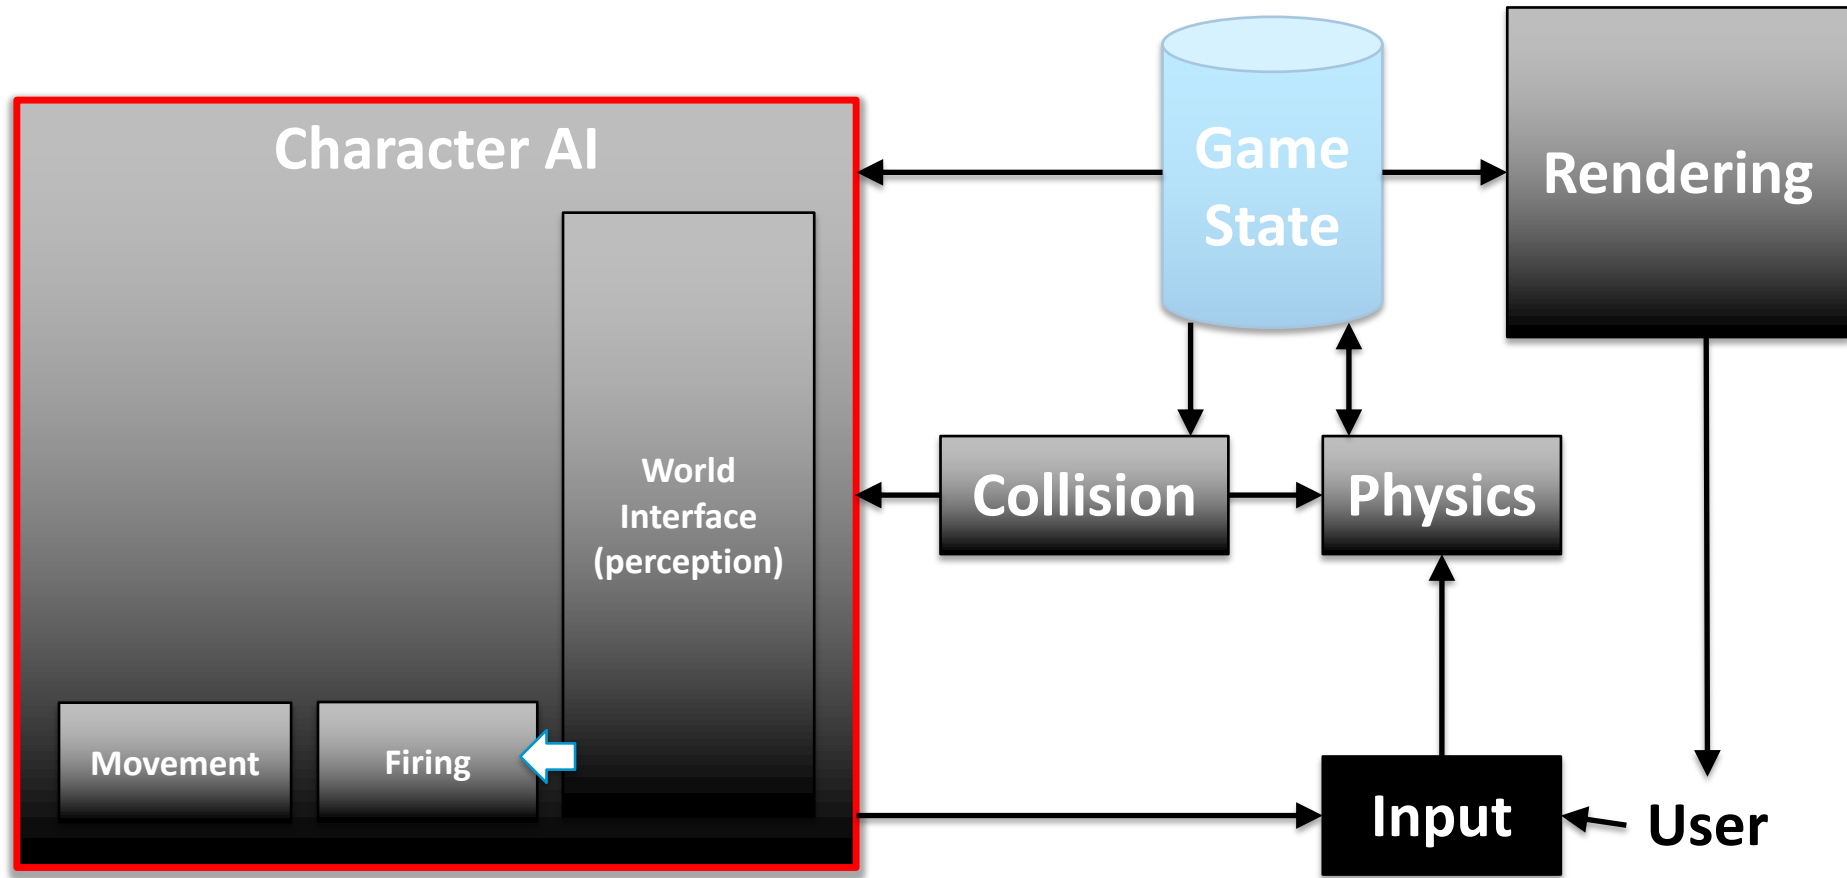 Character AI
World
Interface
(perception)
Movement
Firing
Game
State
Rendering
Collision
Physics
Input
User